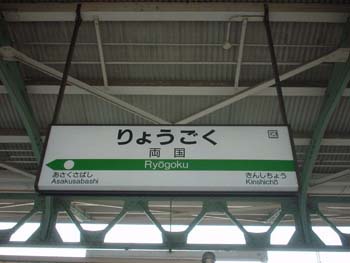 りょうごく
両国
Ryōgoku
あさくさばし
Asakusabashi
きんしちょう
Kinshichō